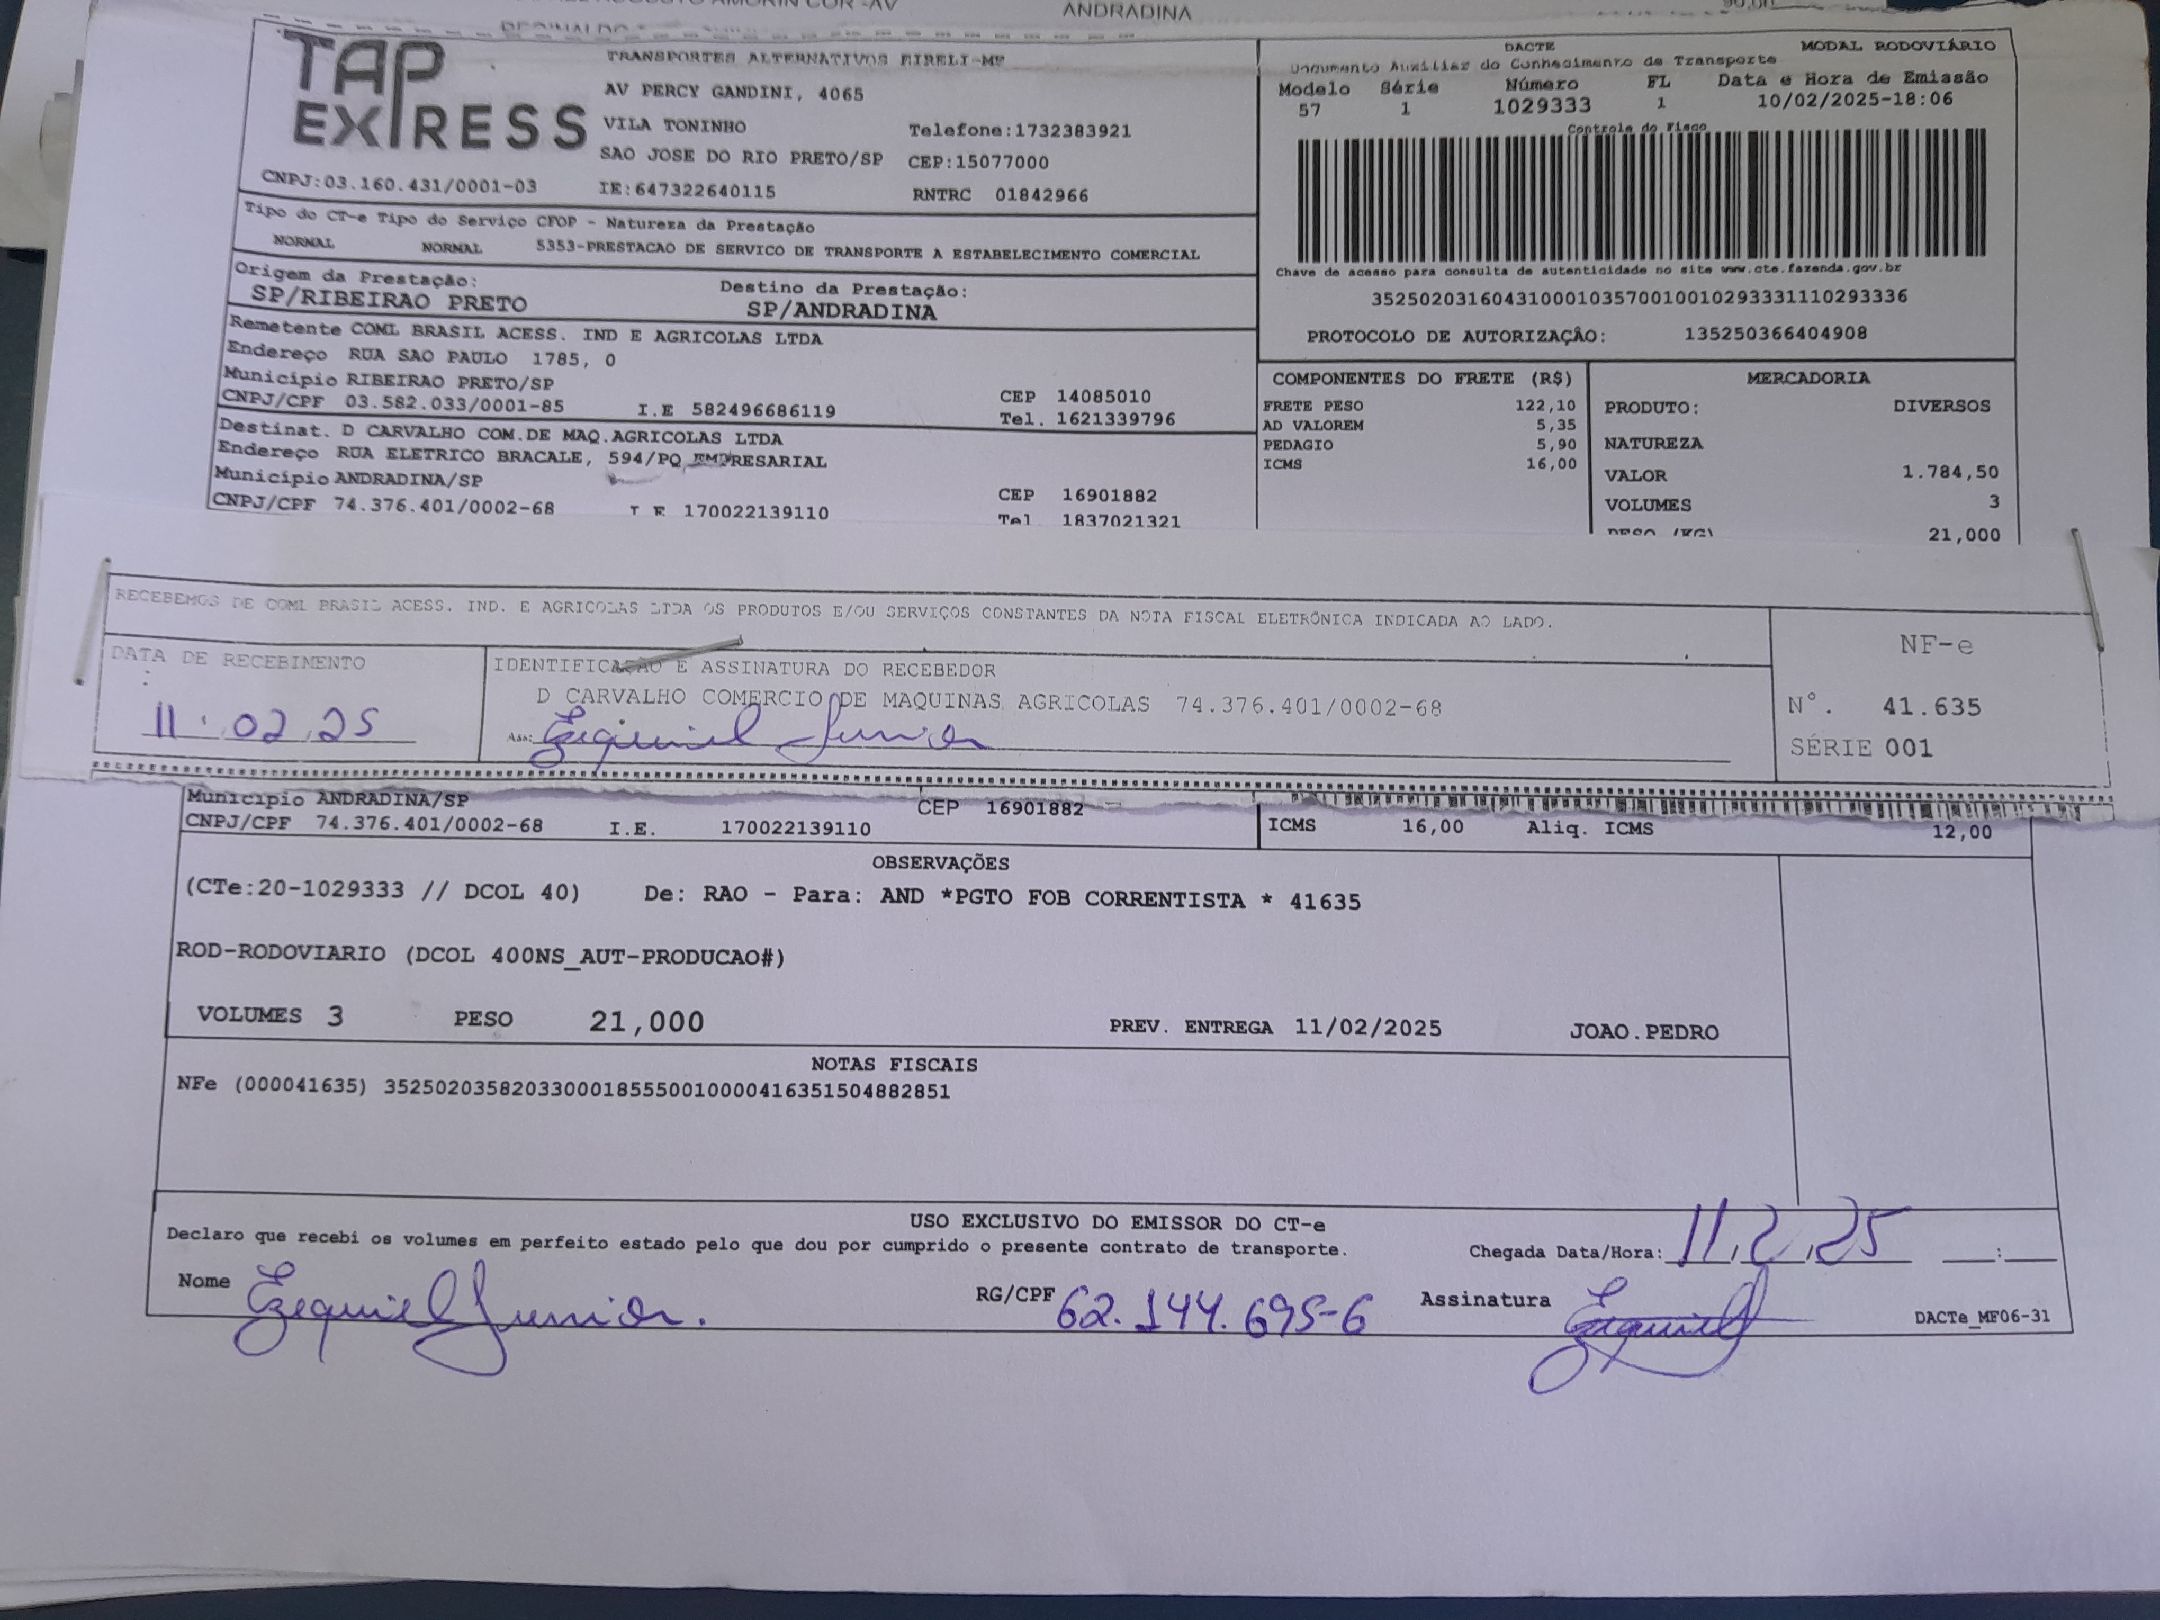 ANDRADINA
TAP EXPRESS
TRANSPORTES ALTERNATIVOS EIRELI-ME
AV PERCY GANDINI, 4065
VILA TONINHO Telefone:1732383921
SAO JOSE DO RIO PRETO/SP CEP:15077000
CNPJ:03.160.431/0001-03 IE:647322640115 RNTRC 01842966
DACTE MODAL RODOVIÁRIO
Documento Auxiliar do Conhecimento de Transporte
Modelo Série Número FL Data e Hora de Emissão
57 1 1029333 1 10/02/2025-18:06
Controle do Fisco
Chave de acesso para consulta de autenticidade no site www.cte.fazenda.gov.br
35250203160431000103570010010293331110293336
PROTOCOLO DE AUTORIZAÇÃO: 135250366404908
Tipo do CT-e Tipo do Serviço CFOP - Natureza da Prestação
NORMAL NORMAL 5353-PRESTACAO DE SERVICO DE TRANSPORTE A ESTABELECIMENTO COMERCIAL
Origem da Prestação: Destino da Prestação:
SP/RIBEIRAO PRETO SP/ANDRADINA
Remetente COML BRASIL ACESS. IND E AGRICOLAS LTDA
Endereço RUA SAO PAULO 1785, 0
Município RIBEIRAO PRETO/SP CEP 14085010
CNPJ/CPF 03.582.033/0001-85 I.E 582496686119 Tel. 1621339796
Destinat. D CARVALHO COM.DE MAQ.AGRICOLAS LTDA
Endereço RUA ELETRICO BRACALE, 594/PQ EMPRESARIAL
Município ANDRADINA/SP CEP 16901882
CNPJ/CPF 74.376.401/0002-68 I E 170022139110 Tel 1837021321
COMPONENTES DO FRETE (R$)
FRETE PESO 122,10
AD VALOREM 5,35
PEDAGIO 5,90
ICMS 16,00
MERCADORIA
PRODUTO: DIVERSOS
NATUREZA
VALOR 1.784,50
VOLUMES 3
PESO (KG) 21,000
RECEBEMOS DE COML BRASIL ACESS. IND. E AGRICOLAS LTDA OS PRODUTOS E/OU SERVIÇOS CONSTANTES DA NOTA FISCAL ELETRÔNICA INDICADA AO LADO.
DATA DE RECEBIMENTO IDENTIFICAÇÃO E ASSINATURA DO RECEBEDOR
D CARVALHO COMERCIO DE MAQUINAS AGRICOLAS 74.376.401/0002-68
11.02.25 Ass: Ezequiel Junior
NF-e
N°. 41.635
SÉRIE 001
Município ANDRADINA/SP CEP 16901882
CNPJ/CPF 74.376.401/0002-68 I.E. 170022139110
ICMS 16,00 Aliq. ICMS 12,00
OBSERVAÇÕES
(CTe:20-1029333 // DCOL 40) De: RAO - Para: AND *PGTO FOB CORRENTISTA * 41635
ROD-RODOVIARIO (DCOL 400NS_AUT-PRODUCAO#)
VOLUMES 3 PESO 21,000 PREV. ENTREGA 11/02/2025 JOAO.PEDRO
NOTAS FISCAIS
NFe (000041635) 35250203582033000185550010000416351504882851
USO EXCLUSIVO DO EMISSOR DO CT-e
Declaro que recebi os volumes em perfeito estado pelo que dou por cumprido o presente contrato de transporte. Chegada Data/Hora: 11/2/25 __:__
Nome Ezequiel Junior. RG/CPF 62.144.695-6 Assinatura Ezequiel
DACTe_MF06-31